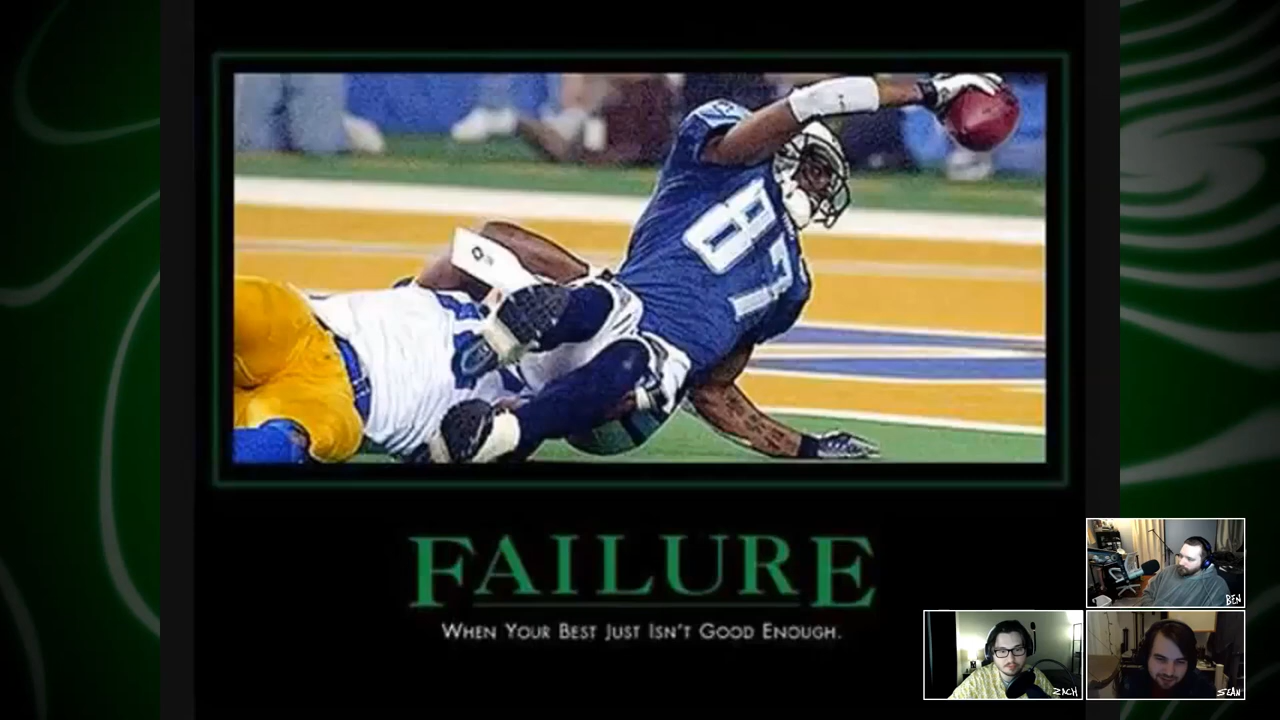 87
FAILURE
WHEN YOUR BEST JUST ISN'T GOOD ENOUGH.
BEN
ZACH
SEAN